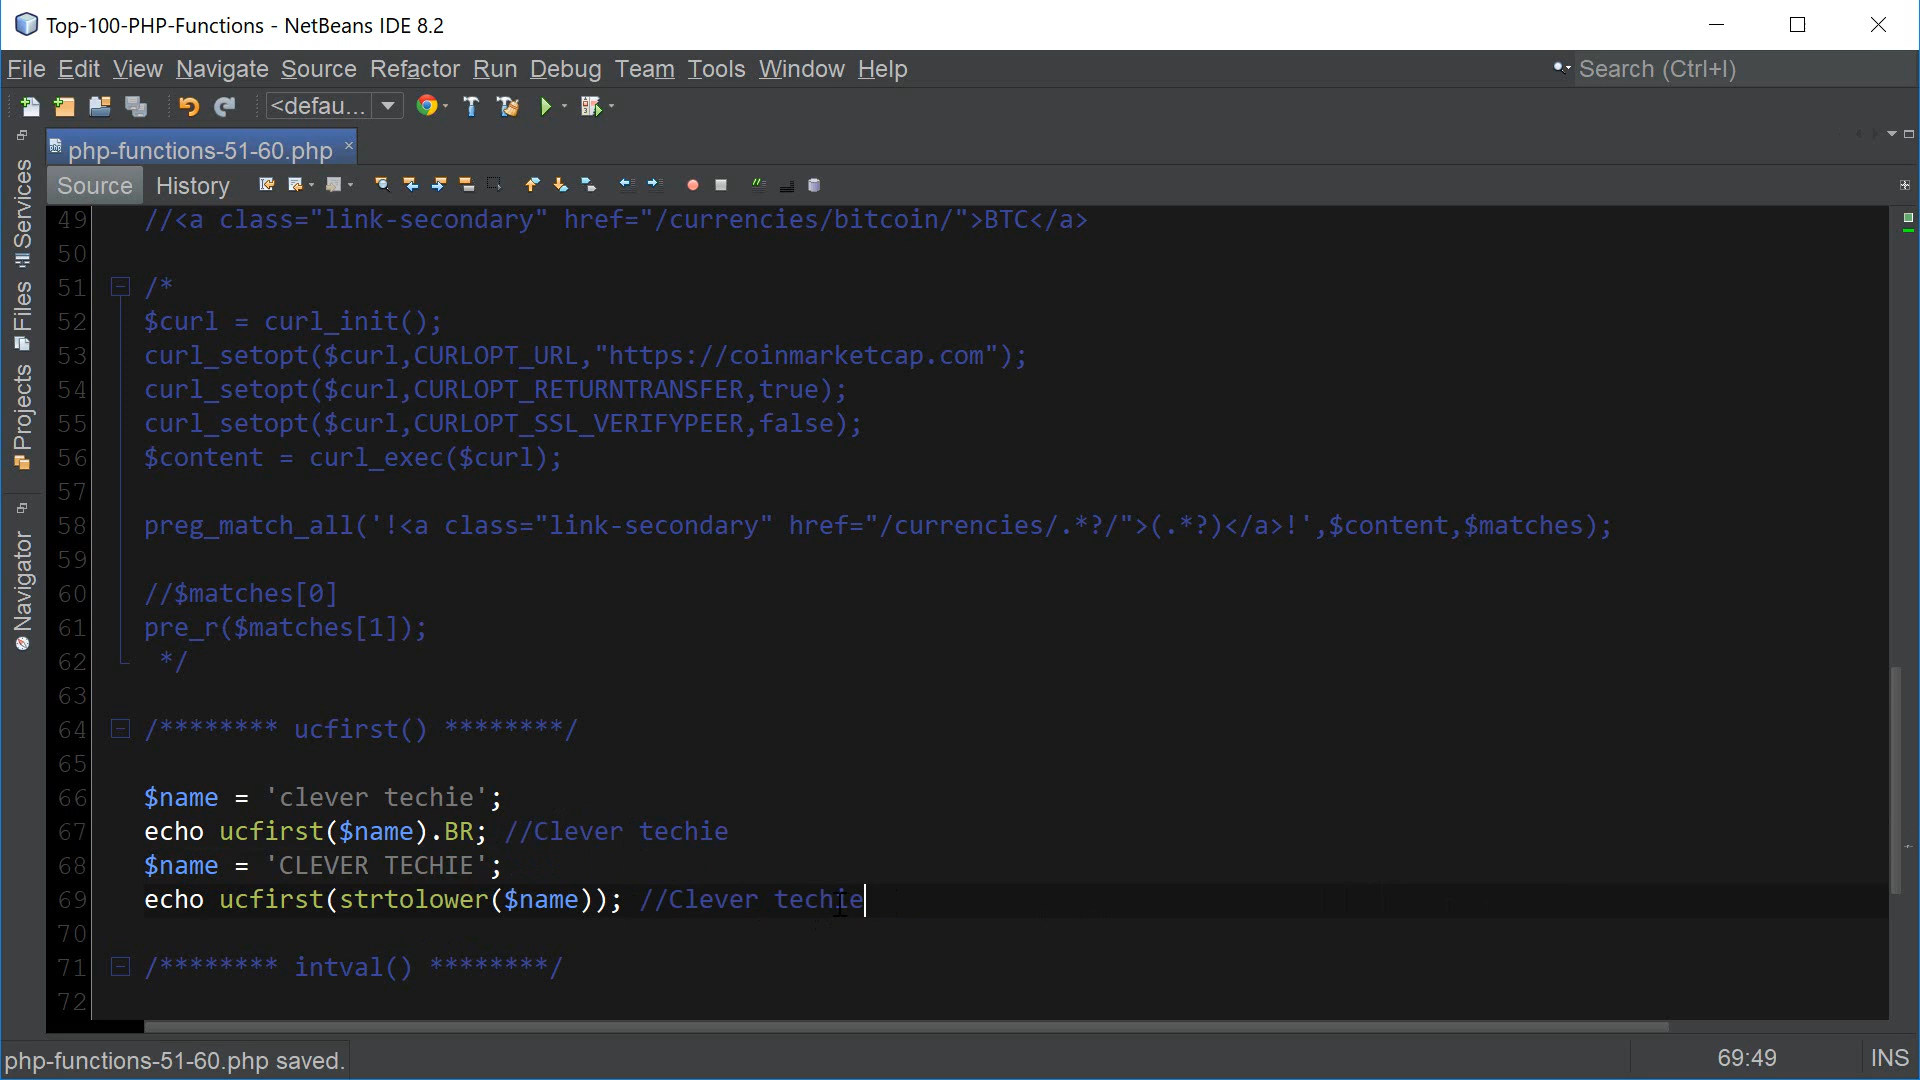 Top-100-PHP-Functions - NetBeans IDE 8.2
File Edit View Navigate Source Refactor Run Debug Team Tools Window Help
Search (Ctrl+I)
<defau...
php-functions-51-60.php
Source History
Services
Files
Projects
Navigator
49 //<a class="link-secondary" href="/currencies/bitcoin/">BTC</a>
50
51 /*
52 $curl = curl_init();
53 curl_setopt($curl,CURLOPT_URL,"https://coinmarketcap.com");
54 curl_setopt($curl,CURLOPT_RETURNTRANSFER,true);
55 curl_setopt($curl,CURLOPT_SSL_VERIFYPEER,false);
56 $content = curl_exec($curl);
57
58 preg_match_all('!<a class="link-secondary" href="/currencies/.*?/">(.*?)</a>!',$content,$matches);
59
60 //$matches[0]
61 pre_r($matches[1]);
62 */
63
64 /******** ucfirst() ********/
65
66 $name = 'clever techie';
67 echo ucfirst($name).BR; //Clever techie
68 $name = 'CLEVER TECHIE';
69 echo ucfirst(strtolower($name)); //Clever techie
70
71 /******** intval() ********/
72
php-functions-51-60.php saved.
69:49 INS